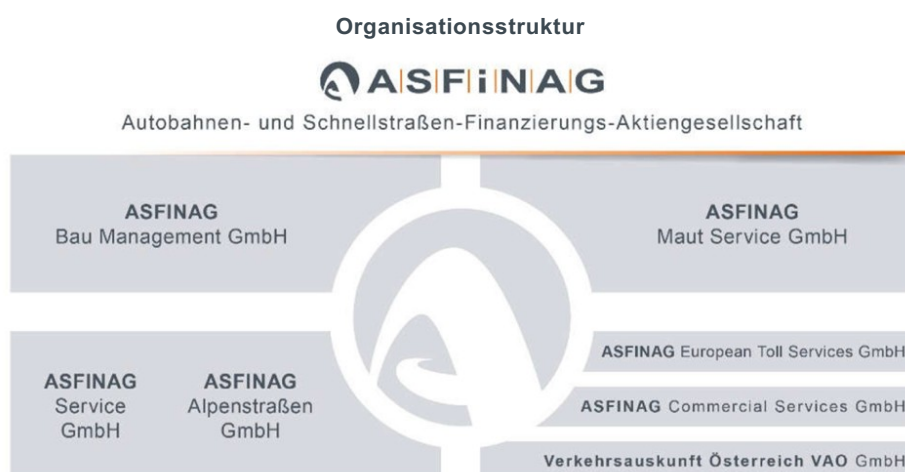 Organisationsstruktur
ASFiNAG
Autobahnen- und Schnellstraßen-Finanzierungs-Aktiengesellschaft
ASFINAG
Bau Management GmbH
ASFINAG
Maut Service GmbH
ASFINAG
Service
GmbH
ASFINAG
Alpenstraßen
GmbH
ASFINAG European Toll Services GmbH
ASFINAG Commercial Services GmbH
Verkehrsauskunft Österreich VAO GmbH